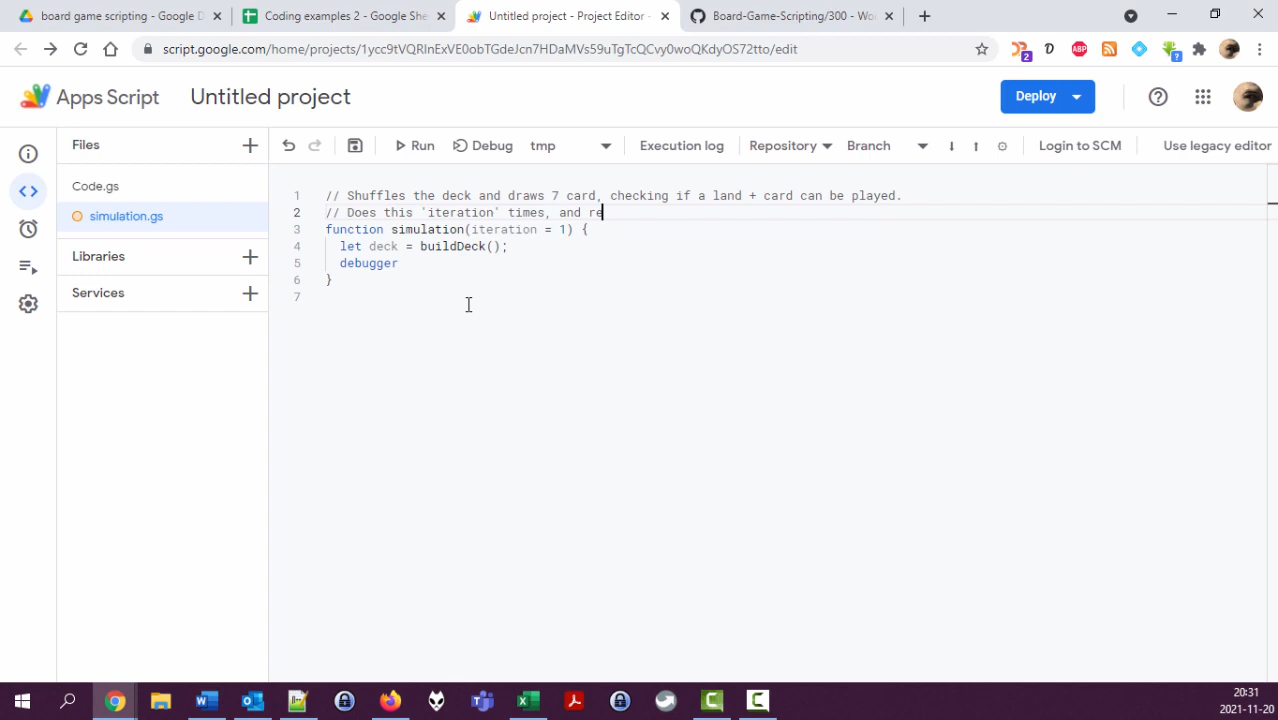 board game scripting - Google D
Coding examples 2 - Google She
Untitled project - Project Editor -
Board-Game-Scripting/300 - Wor
script.google.com/home/projects/1ycc9tVQRlnExVE0obTGdeJcn7HDaMVs59uTgTcQCvy0woQKdyOS72tto/edit
2
ABP
?
Apps Script
Untitled project
Deploy
Files
Run
Debug
tmp
Execution log
Repository
Branch
Login to SCM
Use legacy editor
Code.gs
simulation.gs
Libraries
Services
1 // Shuffles the deck and draws 7 card, checking if a land + card can be played.
2 // Does this `iteration` times, and re
3 function simulation(iteration = 1) {
4 let deck = buildDeck();
5 debugger
6 }
7
20:31
2021-11-20